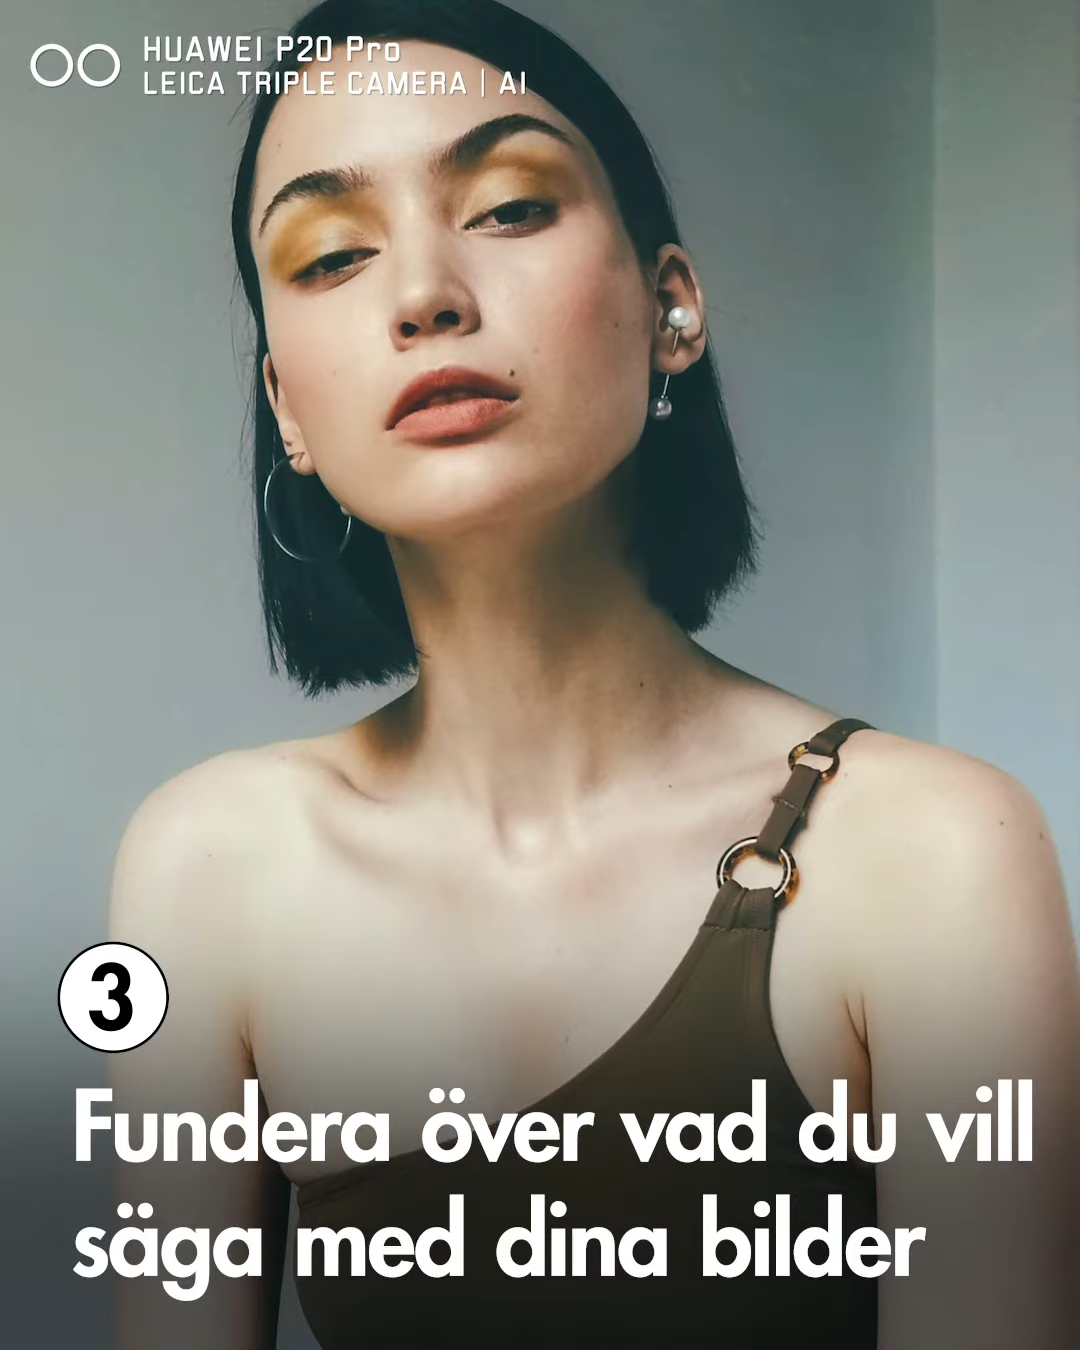 HUAWEI P20 Pro
LEICA TRIPLE CAMERA | AI
3
Fundera över vad du vill
säga med dina bilder